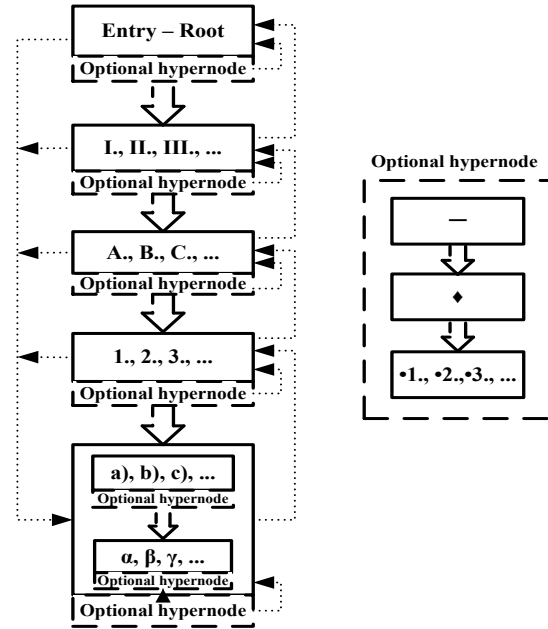 Entry – Root
Optional hypernode
I., II., III., ...
Optional hypernode
A., B., C., ...
Optional hypernode
1., 2., 3., ...
Optional hypernode
a), b), c), ...
Optional hypernode
α, β, γ, ...
Optional hypernode
Optional hypernode
Optional hypernode
—
♦
•1., •2.,•3., ...